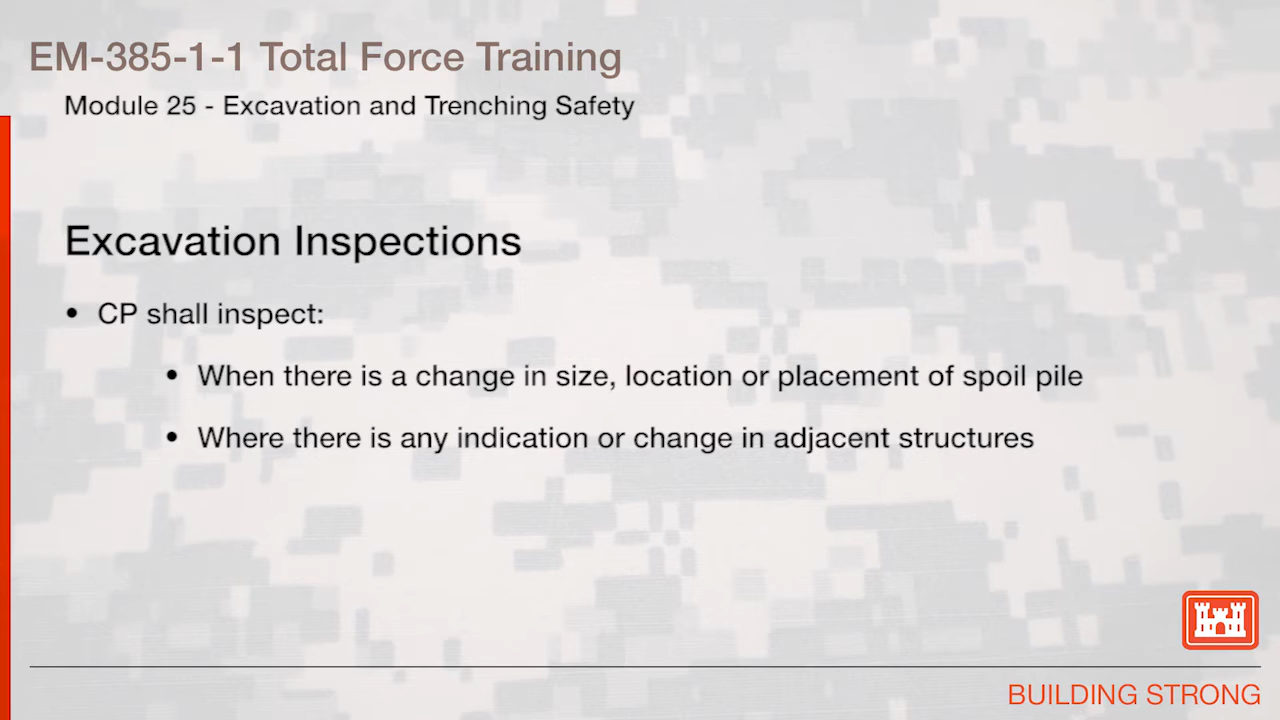 EM-385-1-1 Total Force Training
Module 25 - Excavation and Trenching Safety
Excavation Inspections
• CP shall inspect:
• When there is a change in size, location or placement of spoil pile
• Where there is any indication or change in adjacent structures
BUILDING STRONG